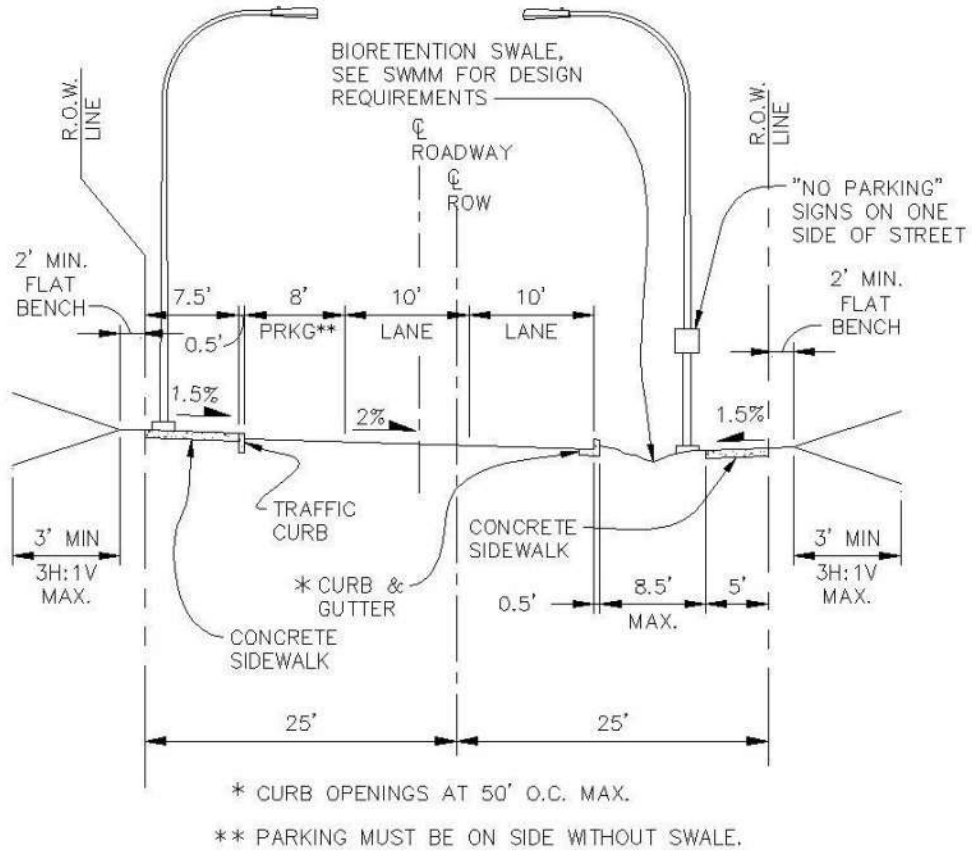 BIORETENTION SWALE,
SEE SWMM FOR DESIGN
REQUIREMENTS
R.O.W.
LINE
℄
ROADWAY
℄
ROW
R.O.W.
LINE
"NO PARKING"
SIGNS ON ONE
SIDE OF STREET
2' MIN.
FLAT
BENCH
7.5'
0.5'
8'
PRKG**
10'
LANE
10'
LANE
2' MIN.
FLAT
BENCH
1.5%
2%
1.5%
TRAFFIC
CURB
CONCRETE
SIDEWALK
3' MIN
3H:1V
MAX.
* CURB &
GUTTER
0.5'
8.5'
MAX.
5'
3' MIN
3H:1V
MAX.
CONCRETE
SIDEWALK
25'
25'
* CURB OPENINGS AT 50' O.C. MAX.
** PARKING MUST BE ON SIDE WITHOUT SWALE.